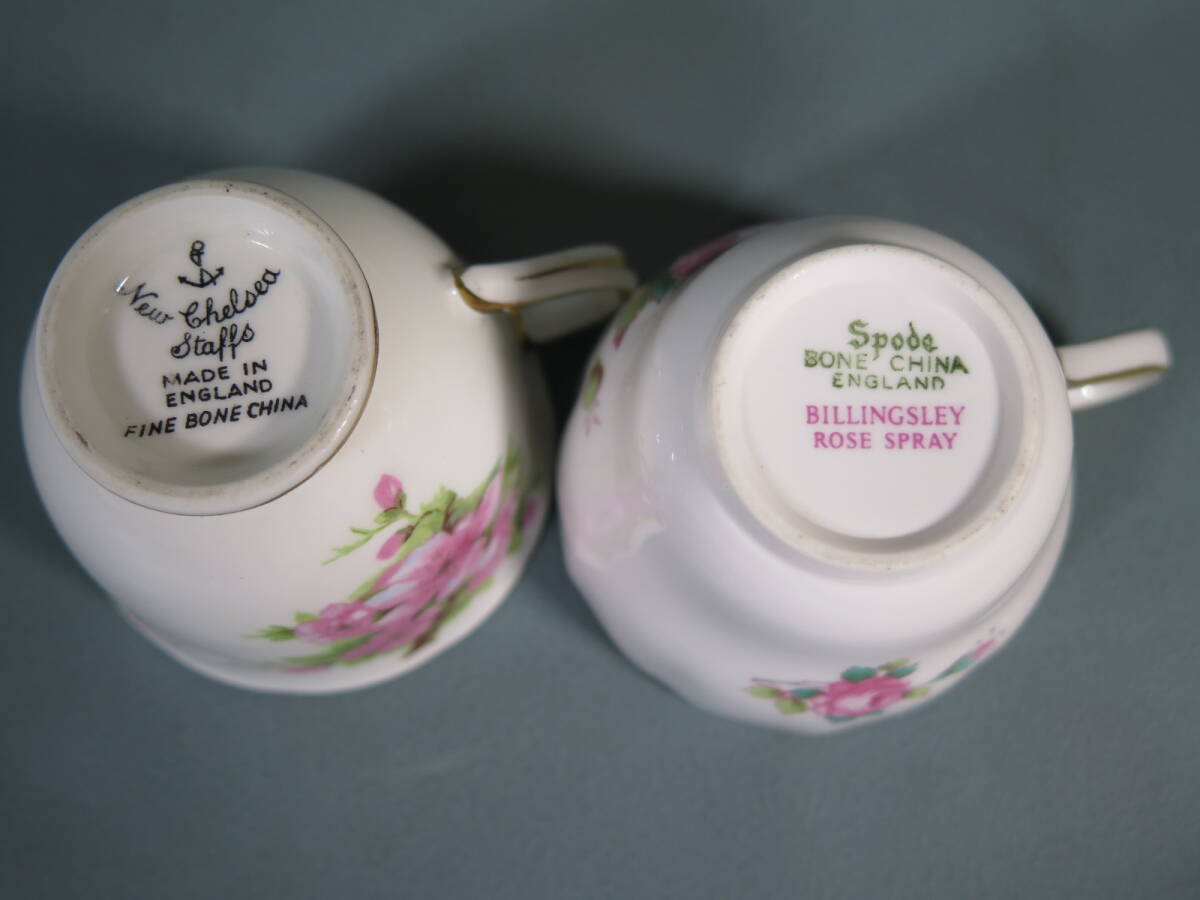 New Chelsea
Staffs
MADE IN
ENGLAND
FINE BONE CHINA
Spode
BONE CHINA
ENGLAND
BILLINGSLEY
ROSE SPRAY